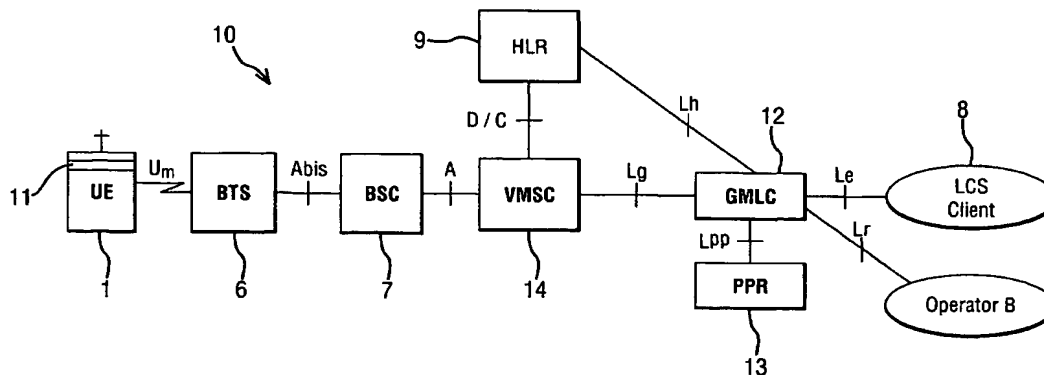 9
HLR
10
D / C
Lh
12
8
11
UE
Um
BTS
Abis
BSC
A
VMSC
Lg
GMLC
Le
LCS
Client
Lpp
Lr
1
6
7
14
PPR
Operator B
13